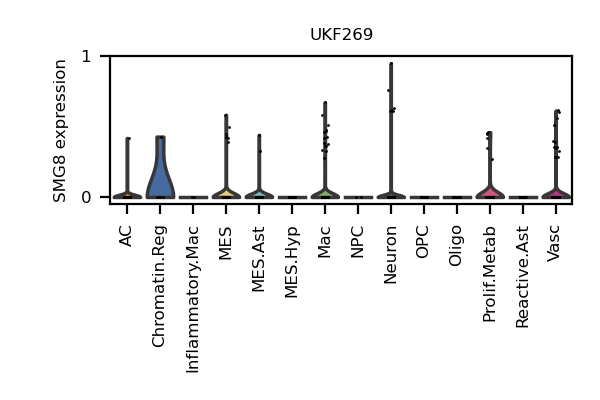 UKF269
SMG8 expression
1
0
AC
Chromatin.Reg
Inflammatory.Mac
MES
MES.Ast
MES.Hyp
Mac
NPC
Neuron
OPC
Oligo
Prolif.Metab
Reactive.Ast
Vasc